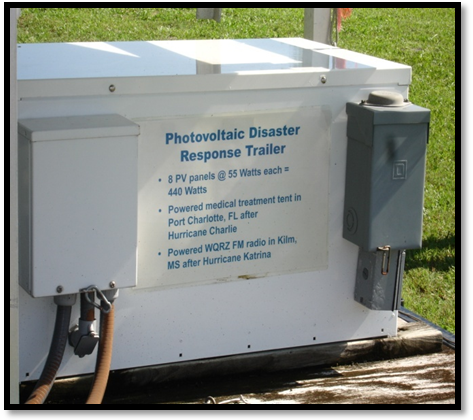 Photovoltaic Disaster
Response Trailer
• 8 PV panels @ 55 Watts each =
440 Watts
• Powered medical treatment tent in
Port Charlotte, FL after
Hurricane Charlie
• Powered WQRZ FM radio in Kilm,
MS after Hurricane Katrina